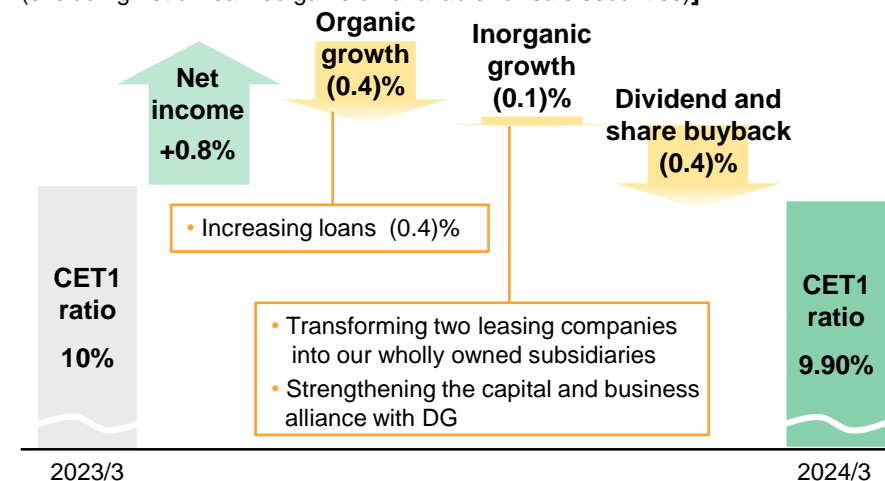 Organic
growth
(0.4)%
Inorganic
growth
(0.1)%
Net
income
+0.8%
Dividend and
share buyback
(0.4)%
• Increasing loans (0.4)%
CET1
ratio
10%
• Transforming two leasing companies
into our wholly owned subsidiaries
• Strengthening the capital and business
alliance with DG
CET1
ratio
9.90%
2023/3
2024/3